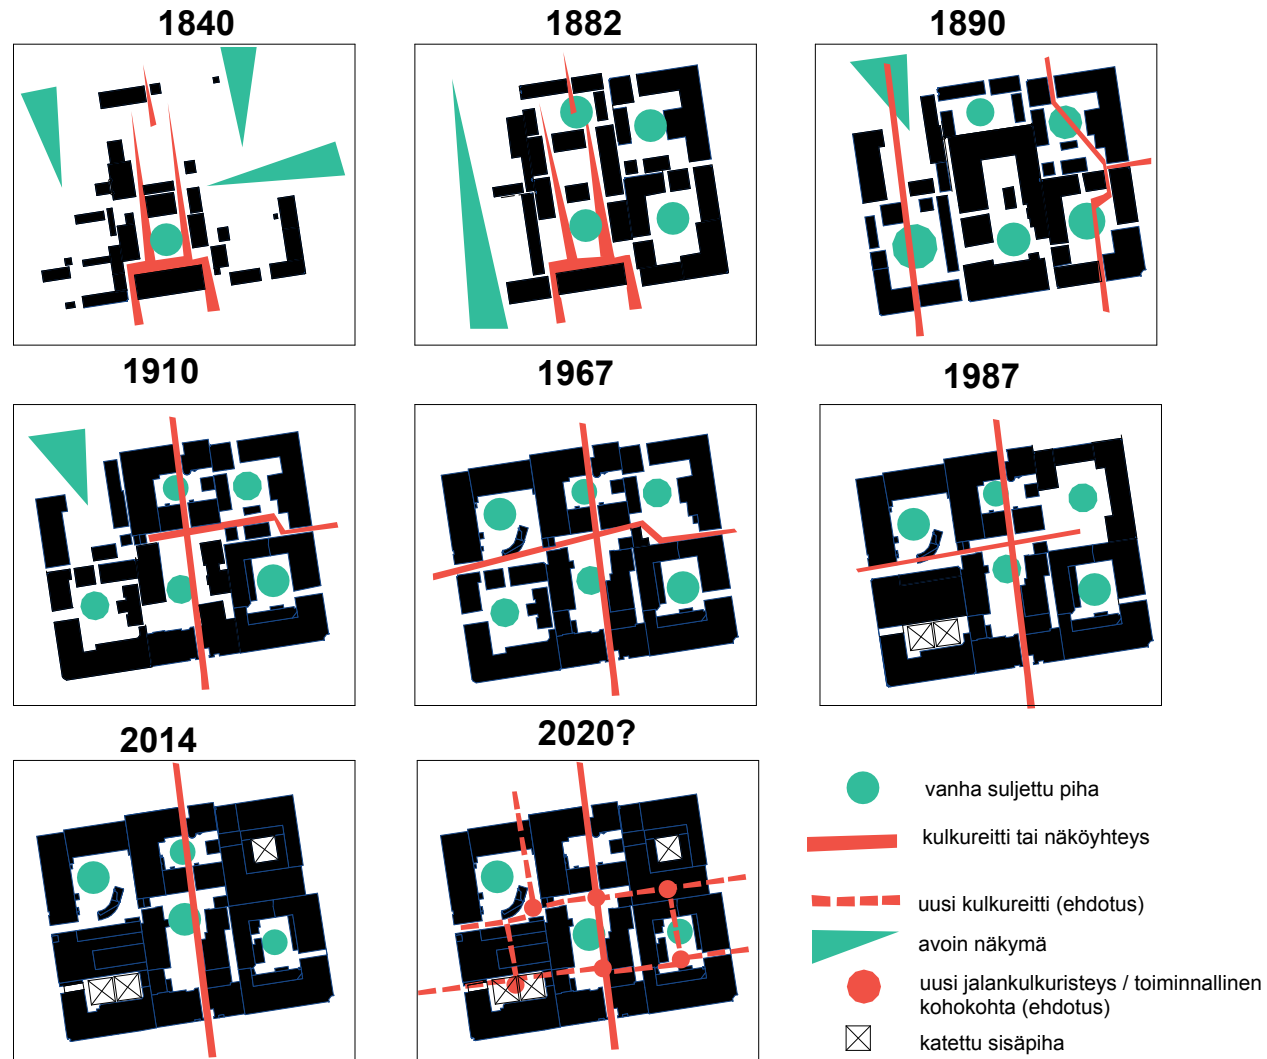 1840
1882
1890
1910
1967
1987
2014
2020?
vanha suljettu piha
kulkureitti tai näköyhteys
uusi kulkureitti (ehdotus)
avoin näkymä
uusi jalankulkuristeys / toiminnallinen
kohokohta (ehdotus)
katettu sisäpiha